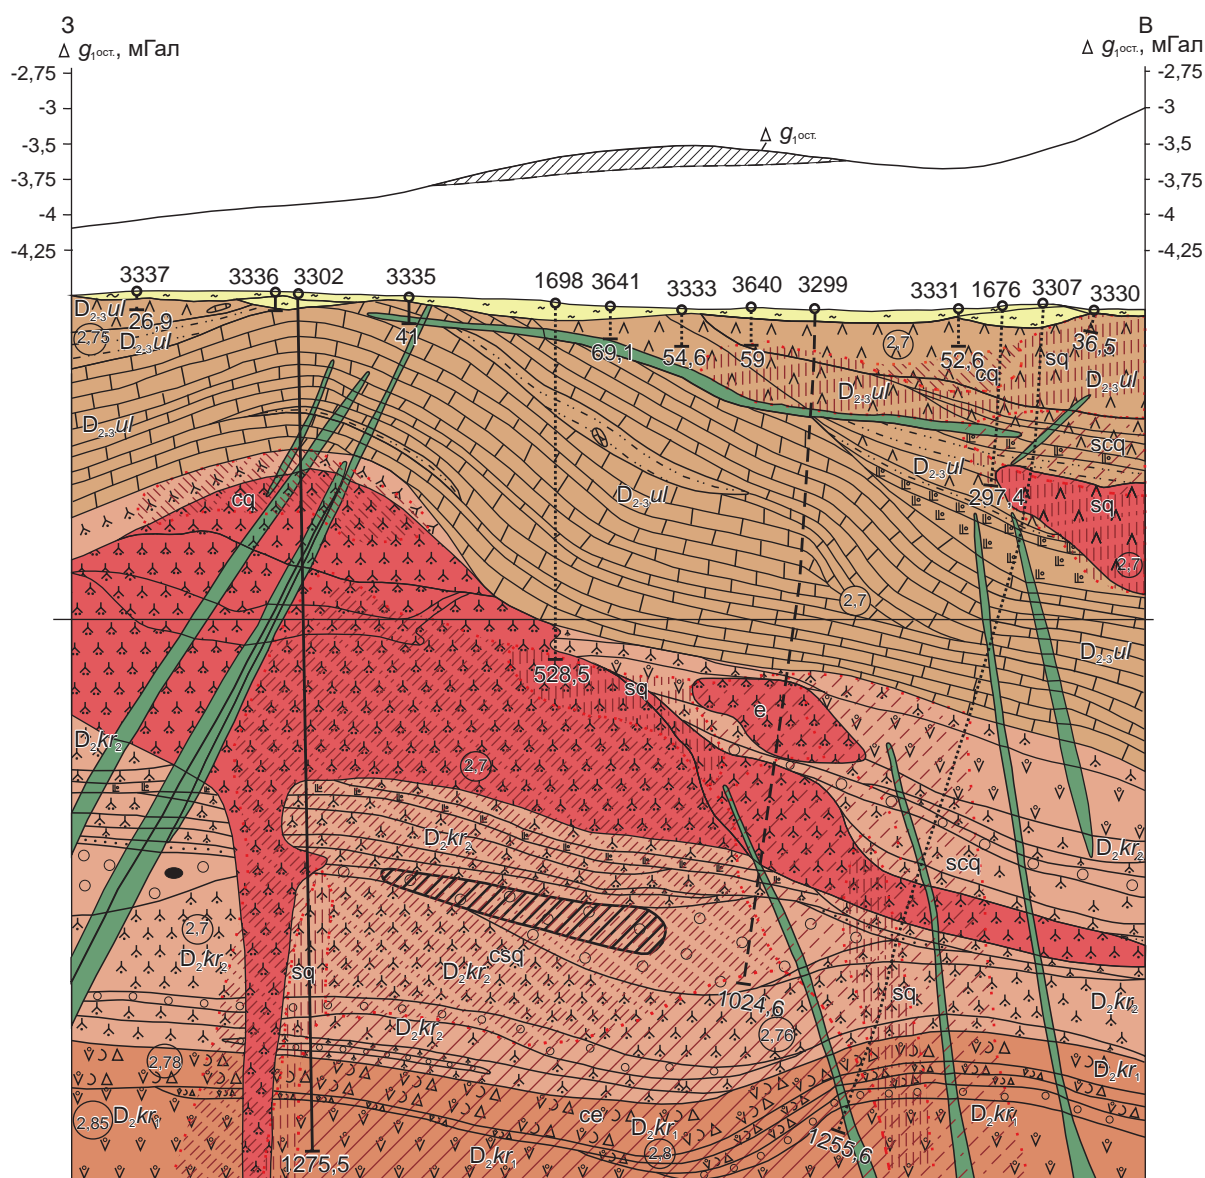 З
В
Δ g₁ост., мГал
Δ g₁ост., мГал
-2,75
-2,75
-3
-3
-3,5
-3,5
Δ g₁ост.
-3,75
-3,75
-4
-4
-4,25
-4,25
3337
3336
3302
3335
1698
3641
3333
3640
3299
3331
1676
3307
3330
D₂₋₃ul
26,9
2,75
D₂₋₃ul
41
69,1
54,6
59
2,7
52,6
36,5
sq
cq
D₂₋₃ul
D₂₋₃ul
D₂₋₃ul
scq
D₂₋₃ul
cq
D₂₋₃ul
297,4
sq
2,7
2,7
D₂₋₃ul
528,5
sq
e
D₂kr₂
2,7
D₂kr₂
D₂kr₂
scq
2,7
D₂kr₂
csq
D₂kr₂
sq
sq
1024,6
D₂kr₂
D₂kr₂
2,76
2,78
D₂kr₁
2,85
D₂kr₁
ce
D₂kr₁
D₂kr₁
1255,6
2,8
D₂kr₁
1275,5